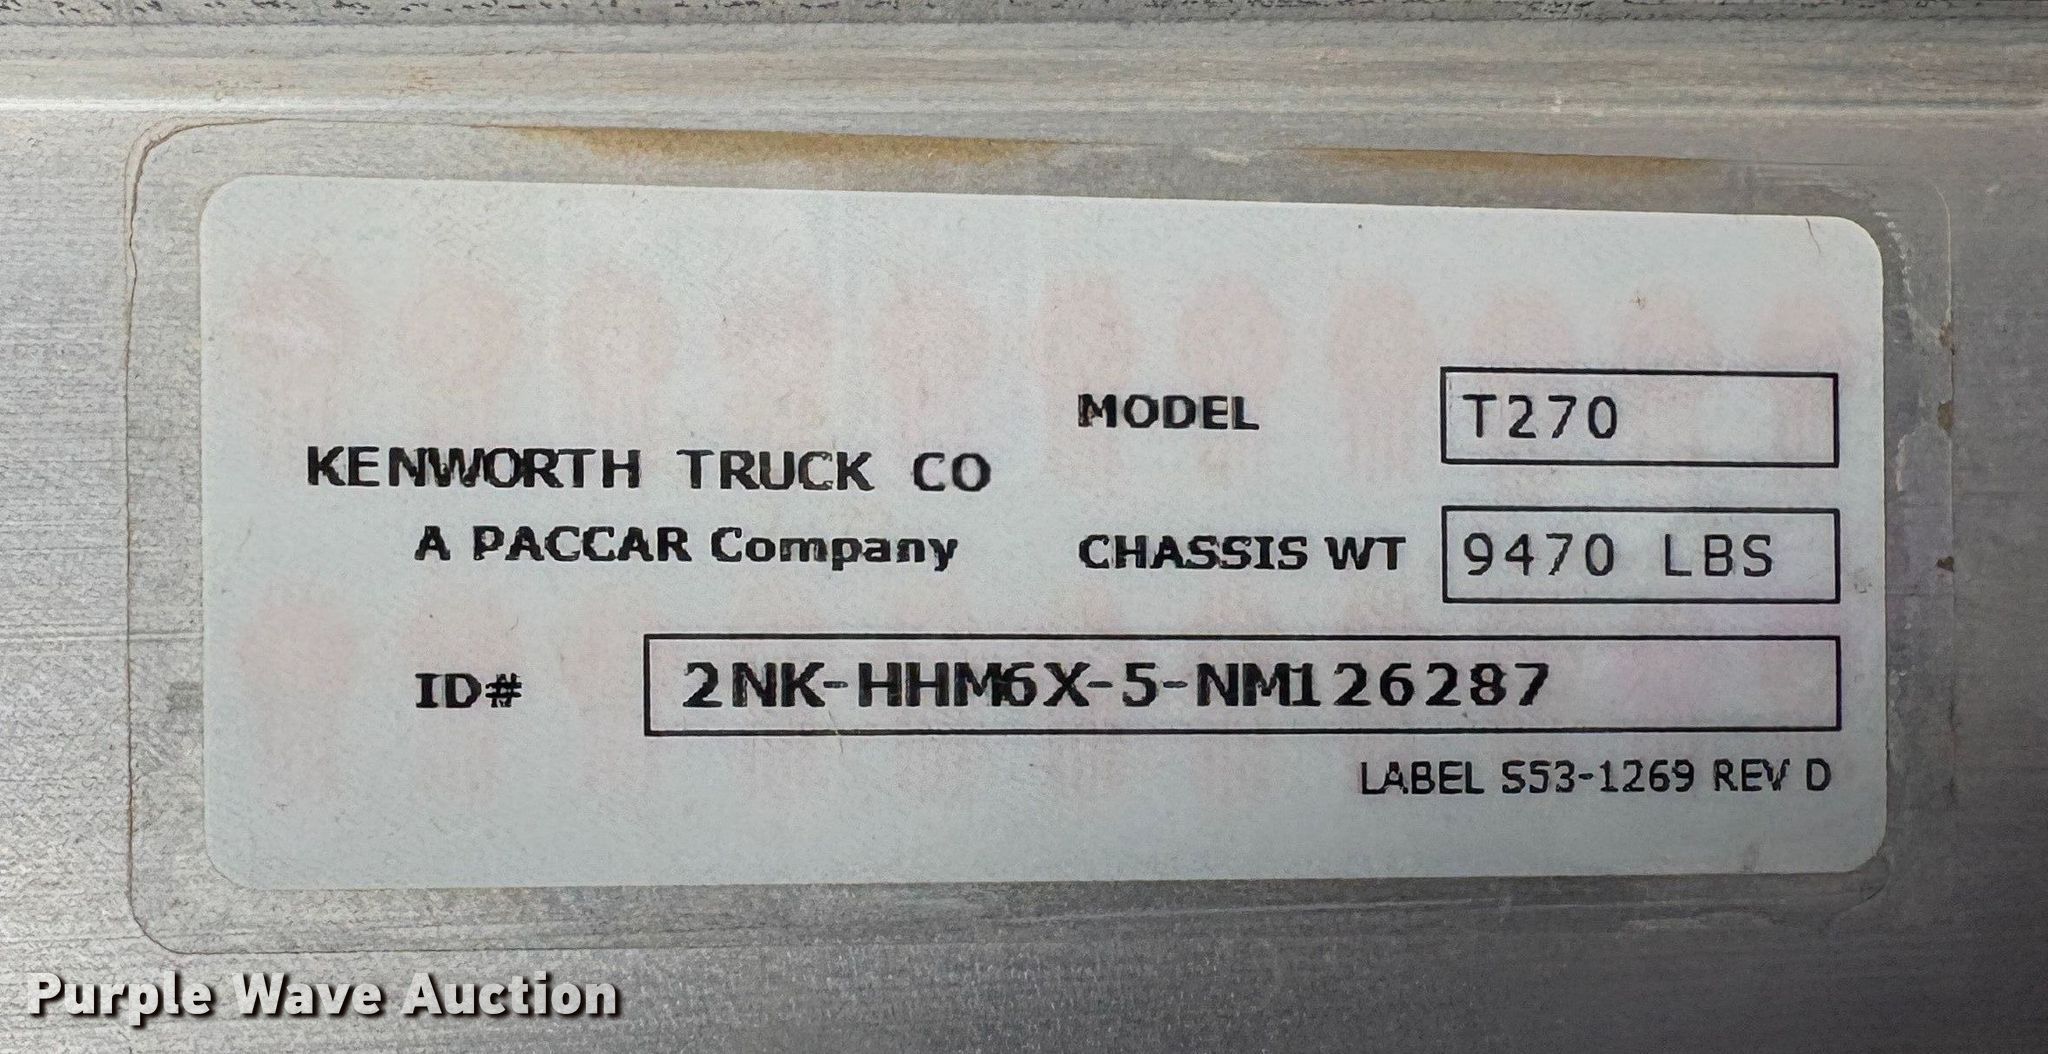 MODEL T270
KENWORTH TRUCK CO
A PACCAR Company
CHASSIS WT 9470 LBS
ID# 2NK-HHM6X-5-NM126287
LABEL S53-1269 REV D
Purple Wave Auction